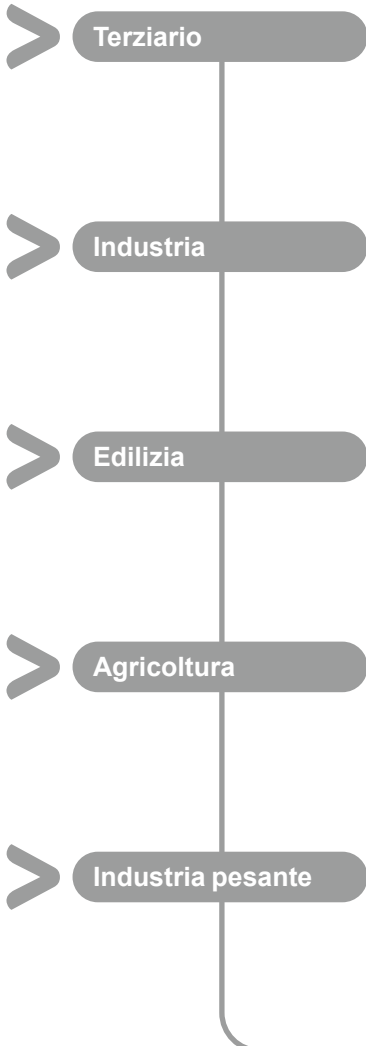 Terziario
Industria
Edilizia
Agricoltura
Industria pesante